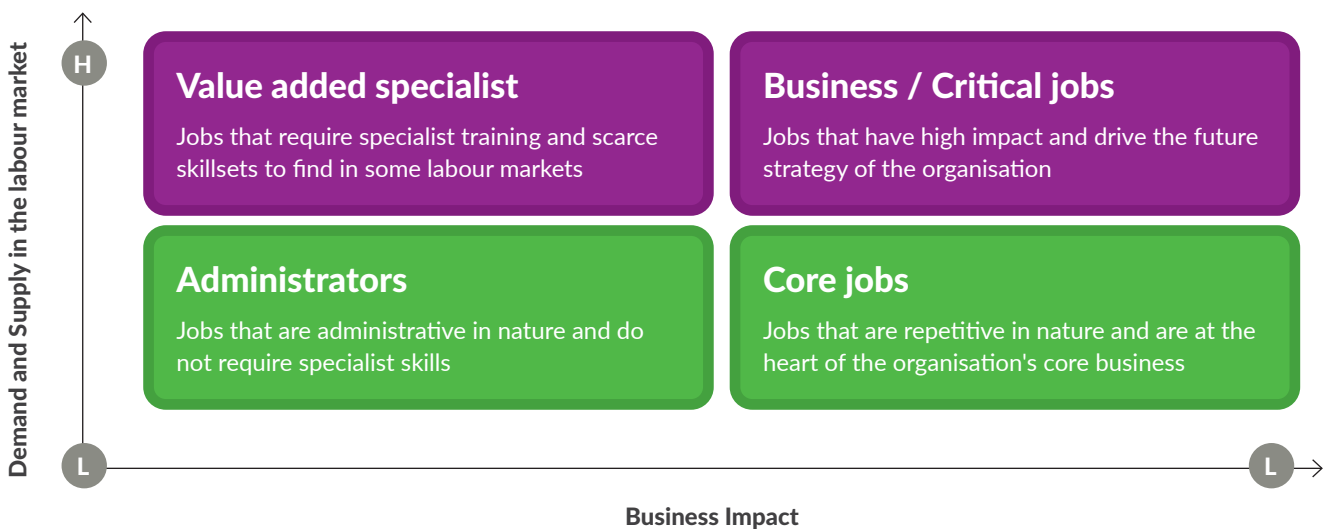 Demand and Supply in the labour market
H
Value added specialist
Jobs that require specialist training and scarce
skillsets to find in some labour markets
Business / Critical jobs
Jobs that have high impact and drive the future
strategy of the organisation
Administrators
Jobs that are administrative in nature and do
not require specialist skills
Core jobs
Jobs that are repetitive in nature and are at the
heart of the organisation's core business
L
L
Business Impact